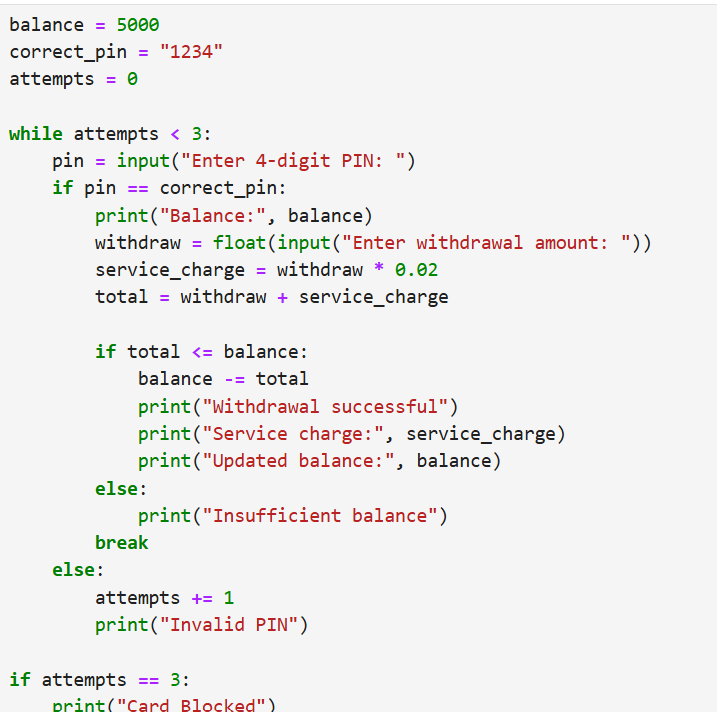 balance = 5000
correct_pin = "1234"
attempts = 0

while attempts < 3:
    pin = input("Enter 4-digit PIN: ")
    if pin == correct_pin:
        print("Balance:", balance)
        withdraw = float(input("Enter withdrawal amount: "))
        service_charge = withdraw * 0.02
        total = withdraw + service_charge

        if total <= balance:
            balance -= total
            print("Withdrawal successful")
            print("Service charge:", service_charge)
            print("Updated balance:", balance)
        else:
            print("Insufficient balance")
        break
    else:
        attempts += 1
        print("Invalid PIN")

if attempts == 3:
    print("Card Blocked")